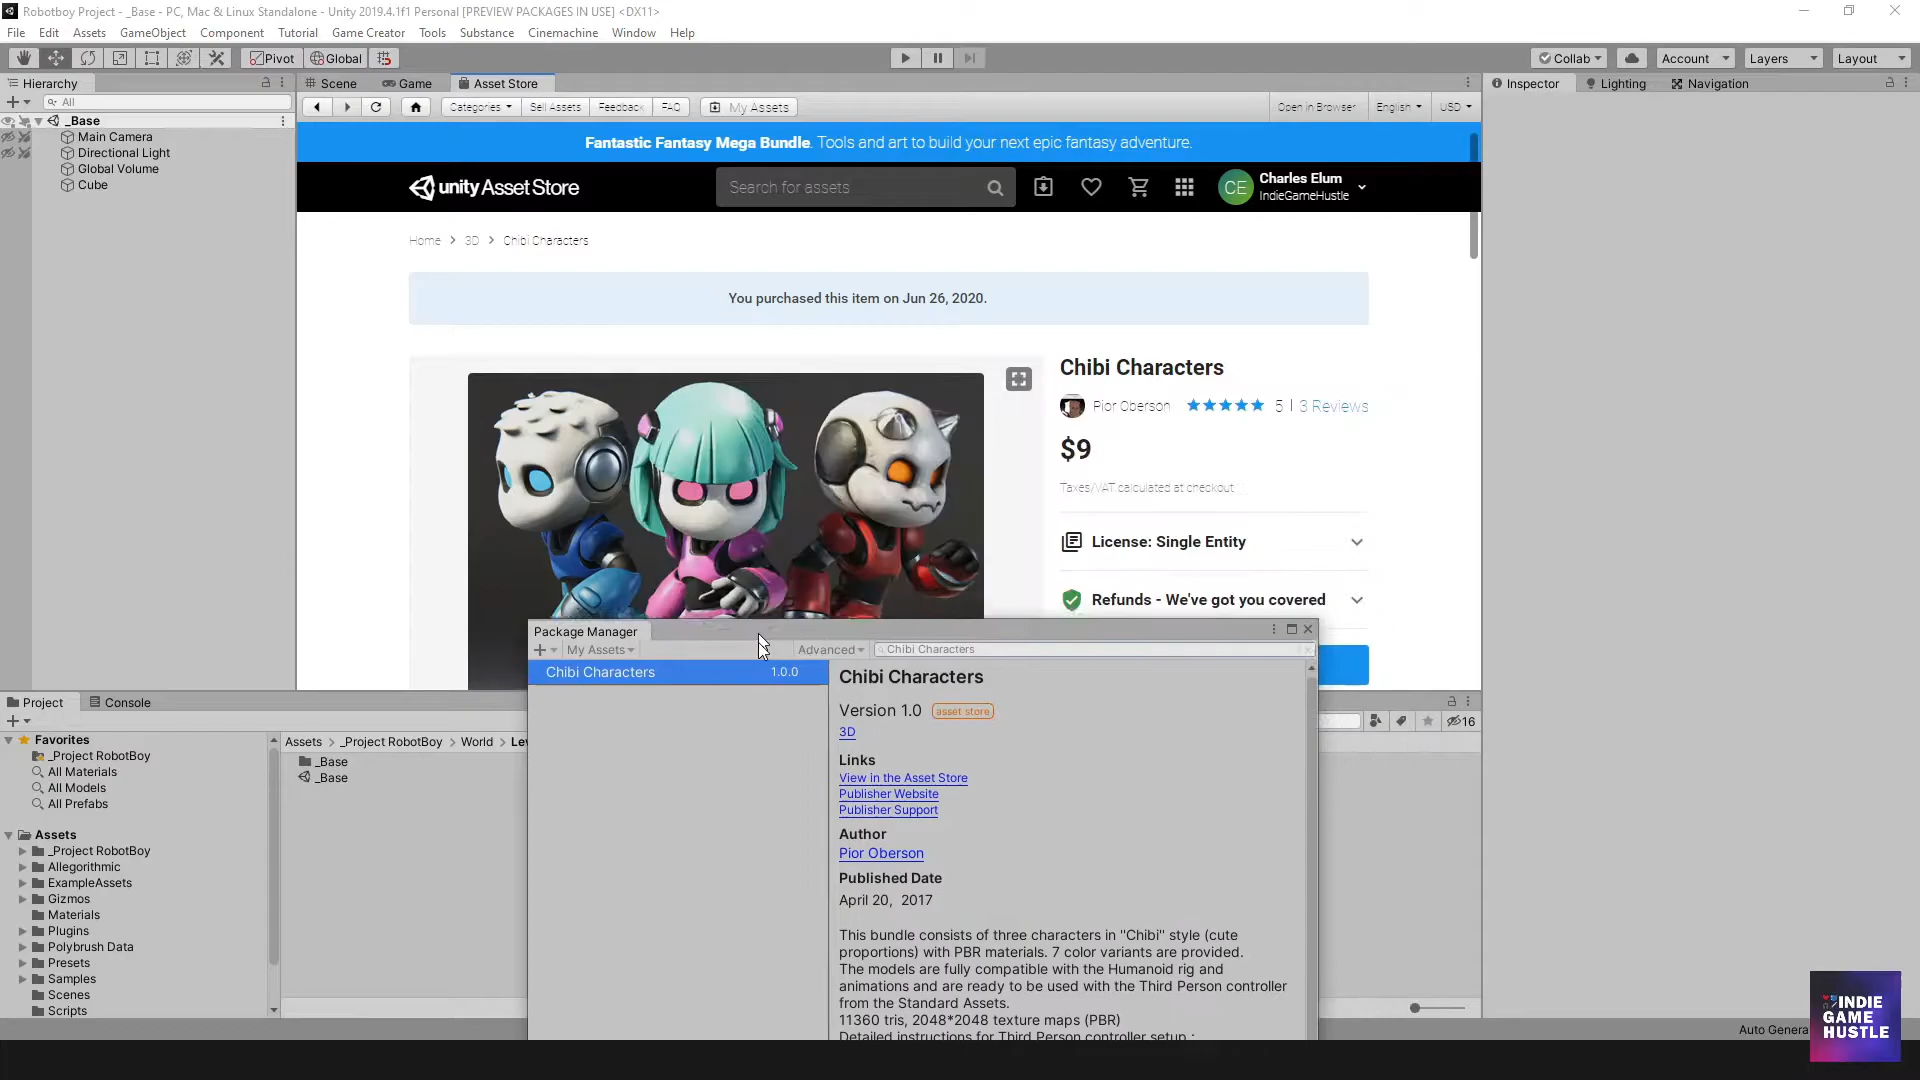 Robotboy Project - _Base - PC, Mac & Linux Standalone - Unity 2019.4.1f1 Personal [PREVIEW PACKAGES IN USE] <DX11>
File Edit Assets GameObject Component Tutorial Game Creator Tools Substance Cinemachine Window Help
Pivot Global Collab Account Layers Layout
Hierarchy Scene Game Asset Store Inspector Lighting Navigation
All Categories Sell Assets Feedback FAQ My Assets Open in Browser English USD
_Base
Main Camera
Directional Light
Global Volume
Cube
Fantastic Fantasy Mega Bundle. Tools and art to build your next epic fantasy adventure.
unity Asset Store Search for assets CE Charles Elum
IndieGameHustle
Home > 3D > Chibi Characters
You purchased this item on Jun 26, 2020.
Chibi Characters
Pior Oberson 5 | 3 Reviews
$9
Taxes/VAT calculated at checkout
License: Single Entity
Refunds - We've got you covered
Package Manager
My Assets Advanced Chibi Characters
Chibi Characters 1.0.0
Chibi Characters
Version 1.0 asset store
3D
Links
View in the Asset Store
Publisher Website
Publisher Support
Author
Pior Oberson
Published Date
April 20, 2017
This bundle consists of three characters in "Chibi" style (cute
proportions) with PBR materials. 7 color variants are provided.
The models are fully compatible with the Humanoid rig and
animations and are ready to be used with the Third Person controller
from the Standard Assets.
11360 tris, 2048*2048 texture maps (PBR)
Detailed instructions for Third Person controller setup :
Project Console
16
Favorites
_Project RobotBoy
All Materials
All Models
All Prefabs
Assets
_Project RobotBoy
Allegorithmic
ExampleAssets
Gizmos
Materials
Plugins
Polybrush Data
Presets
Samples
Scenes
Scripts
Assets > _Project RobotBoy > World > Lev
_Base
_Base
Auto Genera
INDIE
GAME
HUSTLE